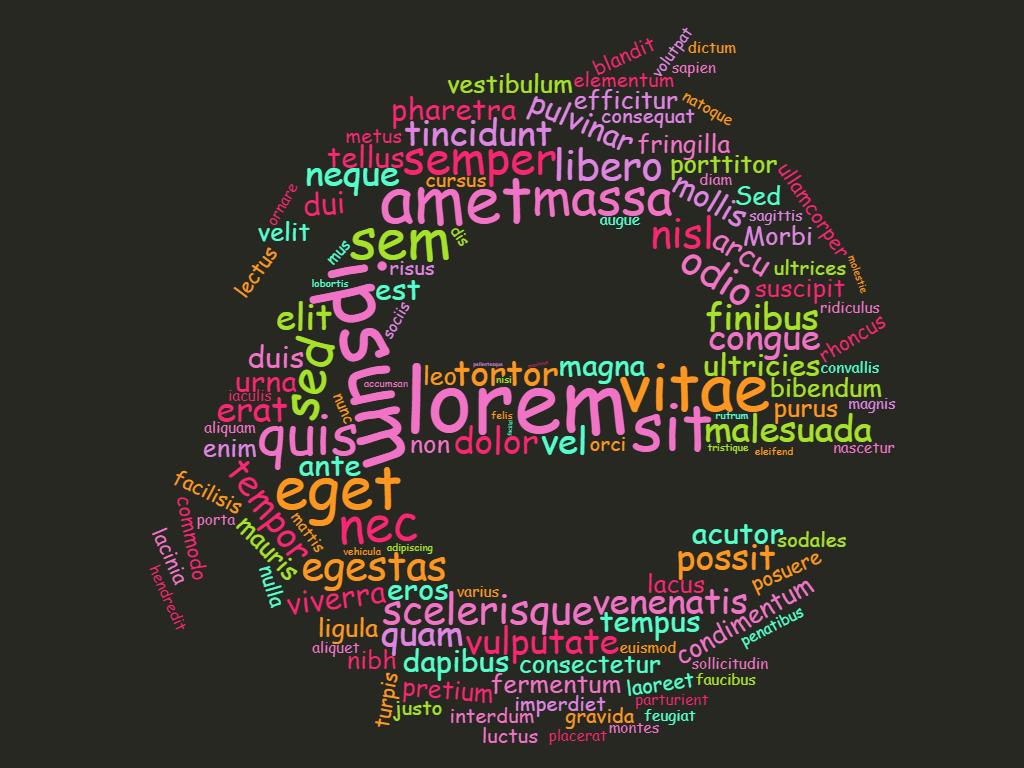 volutpat
dictum
blandit
sapien
vestibulum
elementum
efficitur
natoque
pharetra
pulvinar
consequat
metus
tincidunt
fringilla
tellus
semper
libero
porttitor
ullamcorper
neque
cursus
diam
mollis
Sed
ornare
dui
amet
massa
augue
sagittis
velit
sem
dis
nisl
arcu
Morbi
mus
lectus
risus
odio
ultrices
molestie
lobortis
ipsum
est
suscipit
elit
sociis
finibus
ridiculus
congue
rhoncus
duis
sed
leo
tortor
nisi
magna
ultricies
convallis
urna
accumsan
lorem
vitae
bibendum
iaculis
nunc
erat
felis
rutrum
purus
magnis
aliquam
quis
sit
malesuada
enim
non
dolor
vel
orci
tristique
eleifend
nascetur
ante
tempor
facilisis
eget
commodo
porta
mattis
nec
mauris
acutor
sodales
lacinia
vehicula
adipiscing
possit
hendredit
nulla
egestas
posuere
viverra
eros
varius
lacus
scelerisque
venenatis
condimentum
ligula
quam
vulputate
tempus
penatibus
aliquet
euismod
nibh
dapibus
consectetur
sollicitudin
turpis
pretium
fermentum
laoreet
faucibus
justo
imperdiet
parturient
interdum
gravida
feugiat
luctus
placerat
montes